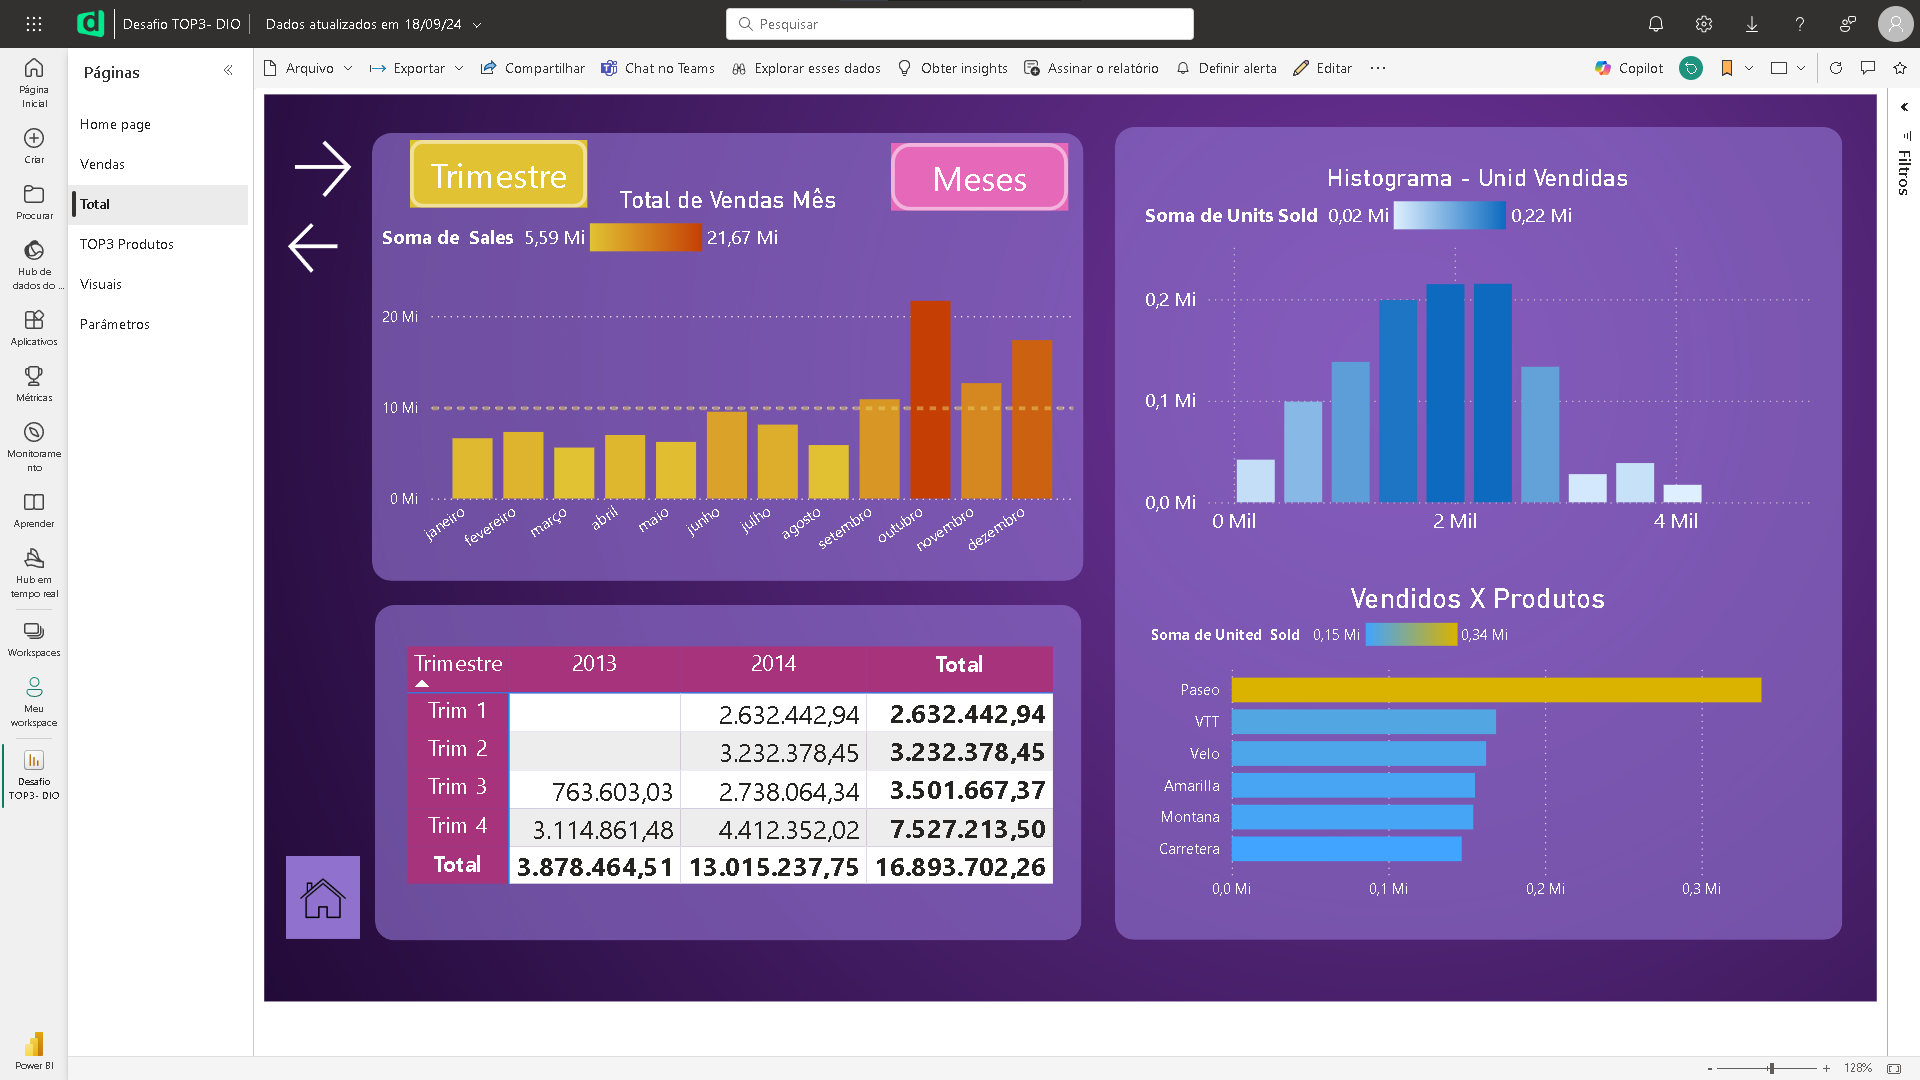 Desafio TOP3- DIO
Dados atualizados em 18/09/24
Pesquisar
Página Inicial
Criar
Procurar
Hub de dados do ...
Aplicativos
Métricas
Monitorame nto
Aprender
Hub em tempo real
Workspaces
Meu workspace
Desafio TOP3- DIO
Power BI
Páginas
Home page
Vendas
Total
TOP3 Produtos
Visuais
Parâmetros
Arquivo
Exportar
Compartilhar
Chat no Teams
Explorar esses dados
Obter insights
Assinar o relatório
Definir alerta
Editar
...
Copilot
Filtros
Trimestre
Meses
Total de Vendas Mês
Soma de Sales 5,59 Mi 21,67 Mi
20 Mi
10 Mi
0 Mi
janeiro fevereiro março abril maio junho julho agosto setembro outubro novembro dezembro
Trimestre 2013 2014 Total
Trim 1 2.632.442,94 2.632.442,94
Trim 2 3.232.378,45 3.232.378,45
Trim 3 763.603,03 2.738.064,34 3.501.667,37
Trim 4 3.114.861,48 4.412.352,02 7.527.213,50
Total 3.878.464,51 13.015.237,75 16.893.702,26
Histograma - Unid Vendidas
Soma de Units Sold 0,02 Mi 0,22 Mi
0,2 Mi
0,1 Mi
0,0 Mi
0 Mil 2 Mil 4 Mil
Vendidos X Produtos
Soma de United Sold 0,15 Mi 0,34 Mi
Paseo
VTT
Velo
Amarilla
Montana
Carretera
0,0 Mi 0,1 Mi 0,2 Mi 0,3 Mi
- + 128%